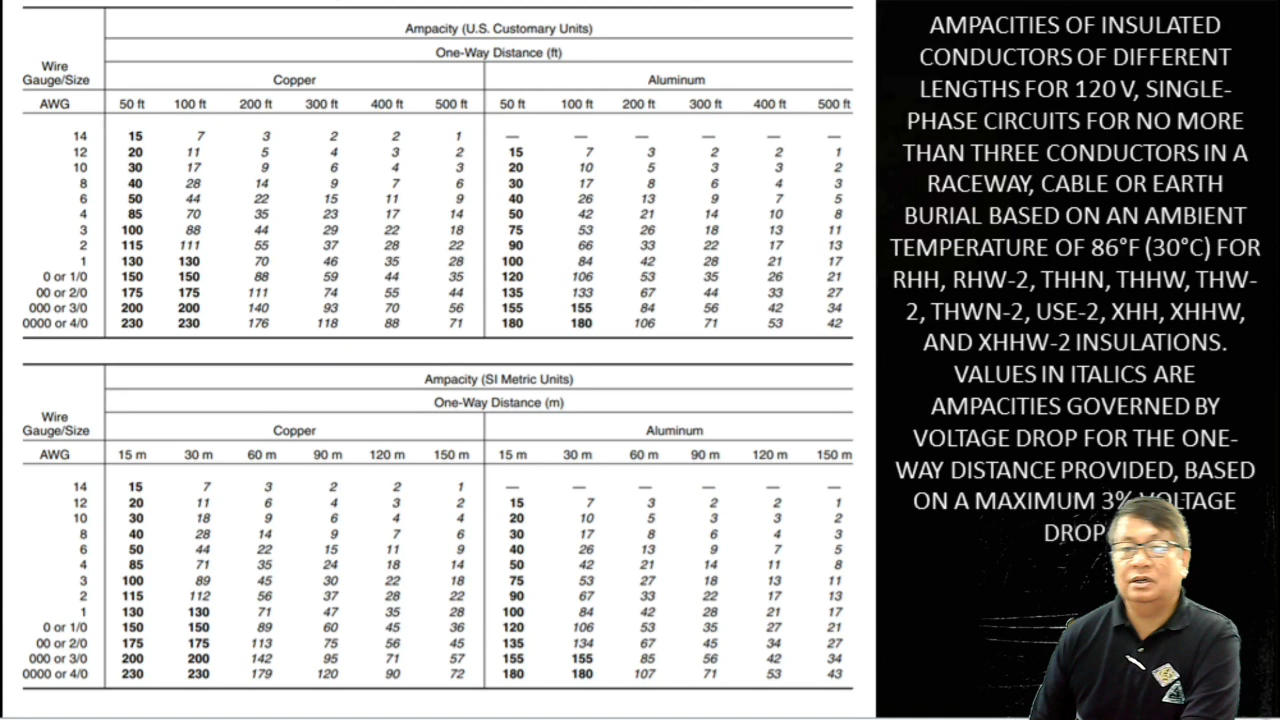 Ampacity (U.S. Customary Units)
One-Way Distance (ft)
Wire
Gauge/Size Copper Aluminum
AWG 50 ft 100 ft 200 ft 300 ft 400 ft 500 ft 50 ft 100 ft 200 ft 300 ft 400 ft 500 ft
14 15 7 3 2 2 1 — — — — — —
12 20 11 5 4 3 2 15 7 3 2 2 1
10 30 17 9 6 4 3 20 10 5 3 3 2
8 40 28 14 9 7 6 30 17 8 6 4 3
6 50 44 22 15 11 9 40 26 13 9 7 5
4 85 70 35 23 17 14 50 42 21 14 10 8
3 100 88 44 29 22 18 75 53 26 18 13 11
2 115 111 55 37 28 22 90 66 33 22 17 13
1 130 130 70 46 35 28 100 84 42 28 21 17
0 or 1/0 150 150 88 59 44 35 120 106 53 35 26 21
00 or 2/0 175 175 111 74 55 44 135 133 67 44 33 27
000 or 3/0 200 200 140 93 70 56 155 155 84 56 42 34
0000 or 4/0 230 230 176 118 88 71 180 180 106 71 53 42
Ampacity (SI Metric Units)
One-Way Distance (m)
Wire
Gauge/Size Copper Aluminum
AWG 15 m 30 m 60 m 90 m 120 m 150 m 15 m 30 m 60 m 90 m 120 m 150 m
14 15 7 3 2 2 1 — — — — — —
12 20 11 6 4 3 2 15 7 3 2 2 1
10 30 18 9 6 4 4 20 10 5 3 3 2
8 40 28 14 9 7 6 30 17 8 6 4 3
6 50 44 22 15 11 9 40 26 13 9 7 5
4 85 71 35 24 18 14 50 42 21 14 11 8
3 100 89 45 30 22 18 75 53 27 18 13 11
2 115 112 56 37 28 22 90 67 33 22 17 13
1 130 130 71 47 35 28 100 84 42 28 21 17
0 or 1/0 150 150 89 60 45 36 120 106 53 35 27 21
00 or 2/0 175 175 113 75 56 45 135 134 67 45 34 27
000 or 3/0 200 200 142 95 71 57 155 155 85 56 42 34
0000 or 4/0 230 230 179 120 90 72 180 180 107 71 53 43
AMPACITIES OF INSULATED
CONDUCTORS OF DIFFERENT
LENGTHS FOR 120 V, SINGLE-
PHASE CIRCUITS FOR NO MORE
THAN THREE CONDUCTORS IN A
RACEWAY, CABLE OR EARTH
BURIAL BASED ON AN AMBIENT
TEMPERATURE OF 86°F (30°C) FOR
RHH, RHW-2, THHN, THHW, THW-
2, THWN-2, USE-2, XHH, XHHW,
AND XHHW-2 INSULATIONS.
VALUES IN ITALICS ARE
AMPACITIES GOVERNED BY
VOLTAGE DROP FOR THE ONE-
WAY DISTANCE PROVIDED, BASED
ON A MAXIMUM 3% VOLTAGE
DROP